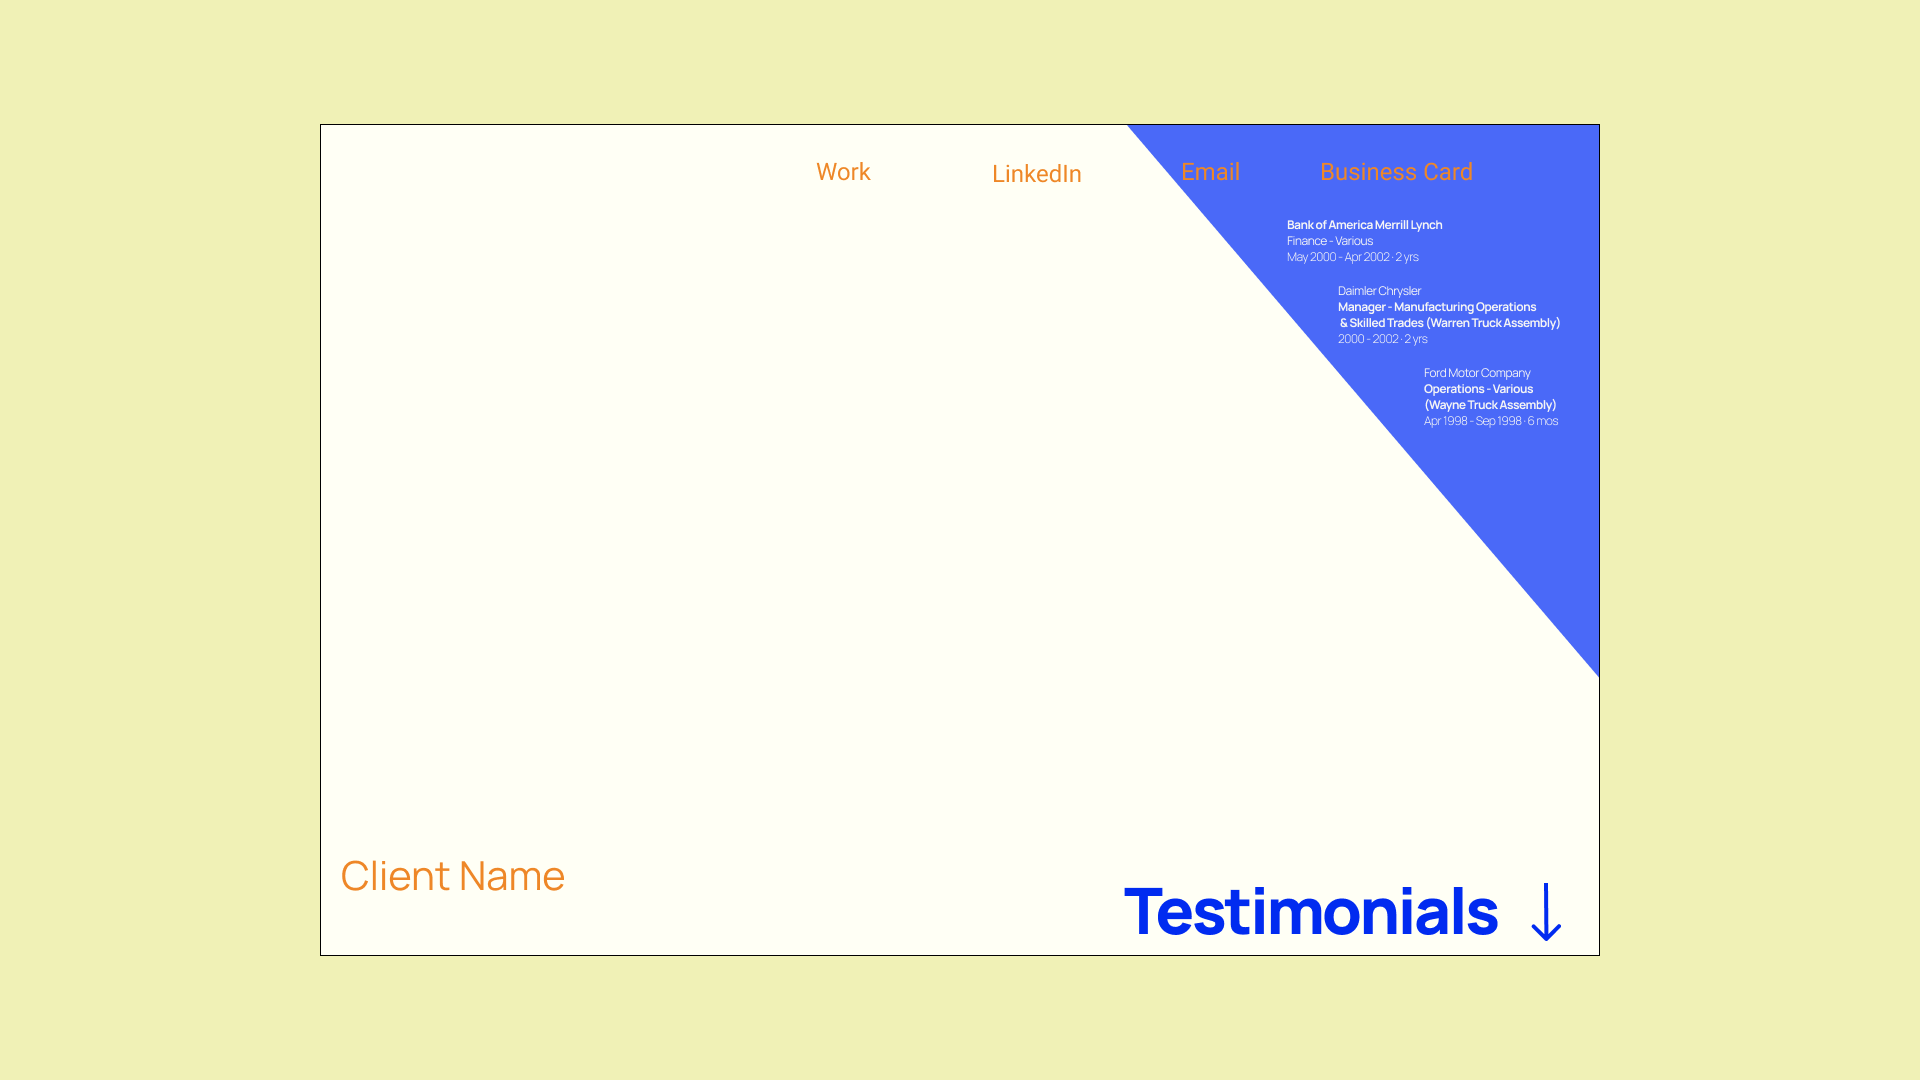 Work
LinkedIn
Email
Business Card
Bank of America Merrill Lynch
Finance - Various
May 2000 - Apr 2002 · 2 yrs
Daimler Chrysler
Manager - Manufacturing Operations
& Skilled Trades (Warren Truck Assembly)
2000 - 2002 · 2 yrs
Ford Motor Company
Operations - Various
(Wayne Truck Assembly)
Apr 1998 - Sep 1998 · 6 mos
Client Name
Testimonials